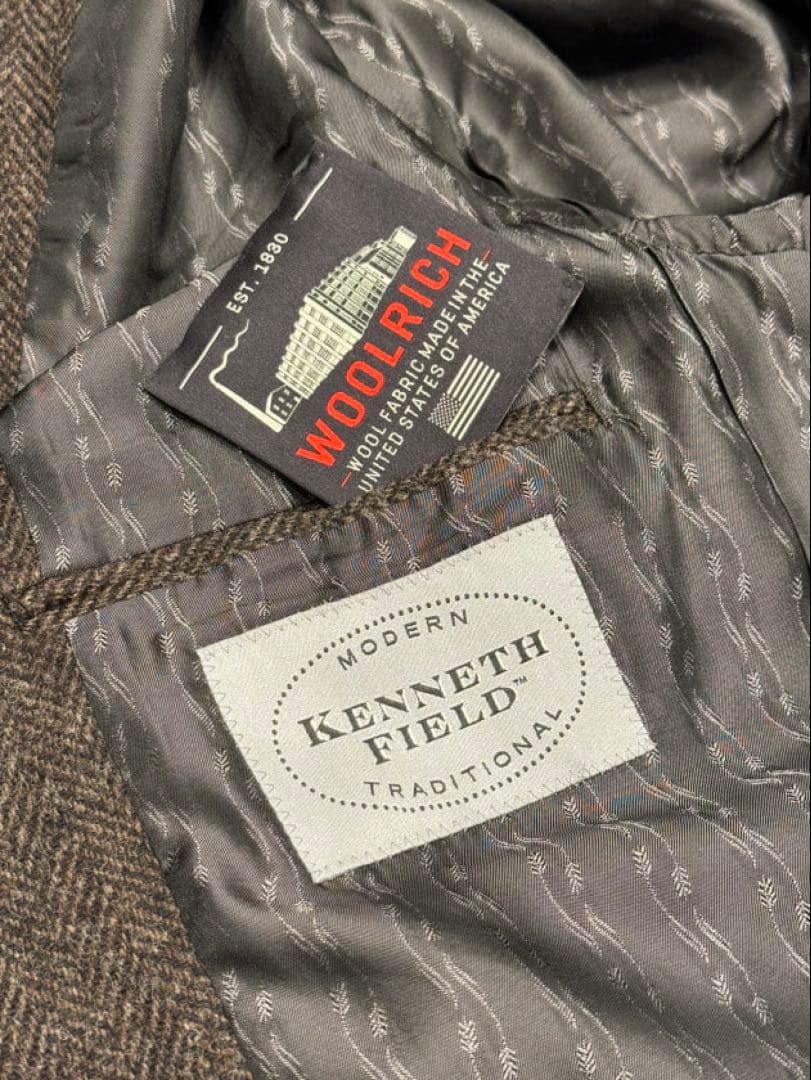 EST. 1830
WOOLRICH
WOOL FABRIC MADE IN THE
UNITED STATES OF AMERICA
MODERN
KENNETH
FIELD™
TRADITIONAL